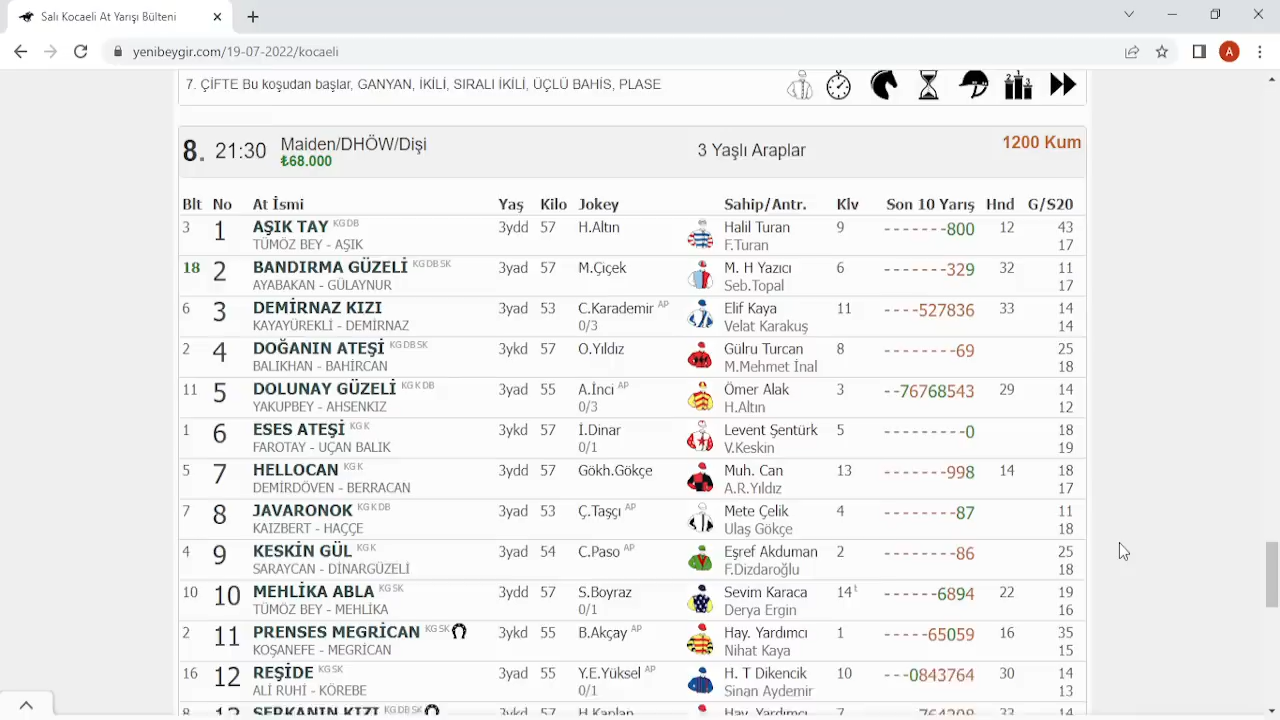 Salı Kocaeli At Yarışı Bülteni
yenibeygir.com/19-07-2022/kocaeli
A
7. ÇİFTE Bu koşudan başlar, GANYAN, İKİLİ, SIRALI İKİLİ, ÜÇLÜ BAHİS, PLASE
8. 21:30 Maiden/DHÖW/Dişi 3 Yaşlı Araplar 1200 Kum
₺68.000
Blt No At İsmi Yaş Kilo Jokey Sahip/Antr. Klv Son 10 Yarış Hnd G/S20
3 1 AŞIK TAY KG DB 3ydd 57 H.Altın Halil Turan 9 -------800 12 43
TÜMÖZ BEY - AŞIK F.Turan 17
18 2 BANDIRMA GÜZELİ KG DB SK 3yad 57 M.Çiçek M. H Yazıcı 6 -------329 32 11
AYABAKAN - GÜLAYNUR Seb.Topal 17
6 3 DEMİRNAZ KIZI 3yad 53 C.Karademir AP Elif Kaya 11 ----527836 33 14
KAYAYÜREKLİ - DEMİRNAZ 0/3 Velat Karakuş 14
2 4 DOĞANIN ATEŞİ KG DB SK 3ykd 57 O.Yıldız Gülru Turcan 8 --------69 25
BALIKHAN - BAHİRCAN M.Mehmet İnal 18
11 5 DOLUNAY GÜZELİ KG K DB 3yad 55 A.İnci AP Ömer Alak 3 --76768543 29 14
YAKUPBEY - AHSENKIZ 0/3 H.Altın 12
1 6 ESES ATEŞİ KG K 3ykd 57 İ.Dinar Levent Şentürk 5 ---------0 18
FAROTAY - UÇAN BALIK 0/1 V.Keskin 19
5 7 HELLOCAN KG K 3ydd 57 Gökh.Gökçe Muh. Can 13 -------998 14 18
DEMİRDÖVEN - BERRACAN A.R.Yıldız 17
7 8 JAVARONOK KG K DB 3yad 53 Ç.Taşçı AP Mete Çelik 4 --------87 11
KAIZBERT - HAÇÇE Ulaş Gökçe 18
4 9 KESKİN GÜL KG K 3yad 54 C.Paso AP Eşref Akduman 2 --------86 25
SARAYCAN - DİNARGÜZELİ F.Dizdaroğlu 18
10 10 MEHLİKA ABLA KG SK 3ydd 57 S.Boyraz Sevim Karaca 14 t ------6894 22 19
TÜMÖZ BEY - MEHLİKA 0/1 Derya Ergin 16
2 11 PRENSES MEGRİCAN KG SK 3ykd 55 B.Akçay AP Hay. Yardımcı 1 -----65059 16 35
KOŞANEFE - MEGRİCAN Nihat Kaya 15
16 12 REŞİDE KG SK 3yad 55 Y.E.Yüksel AP H. T Dikencik 10 ---0843764 30 14
ALİ RUHİ - KÖREBE 0/1 Sinan Aydemir 13
8 13 SERKANIN KIZI KG DB SK 3ykd 57 H.Kaplan Hay. Yardımcı 7 764208 33 14